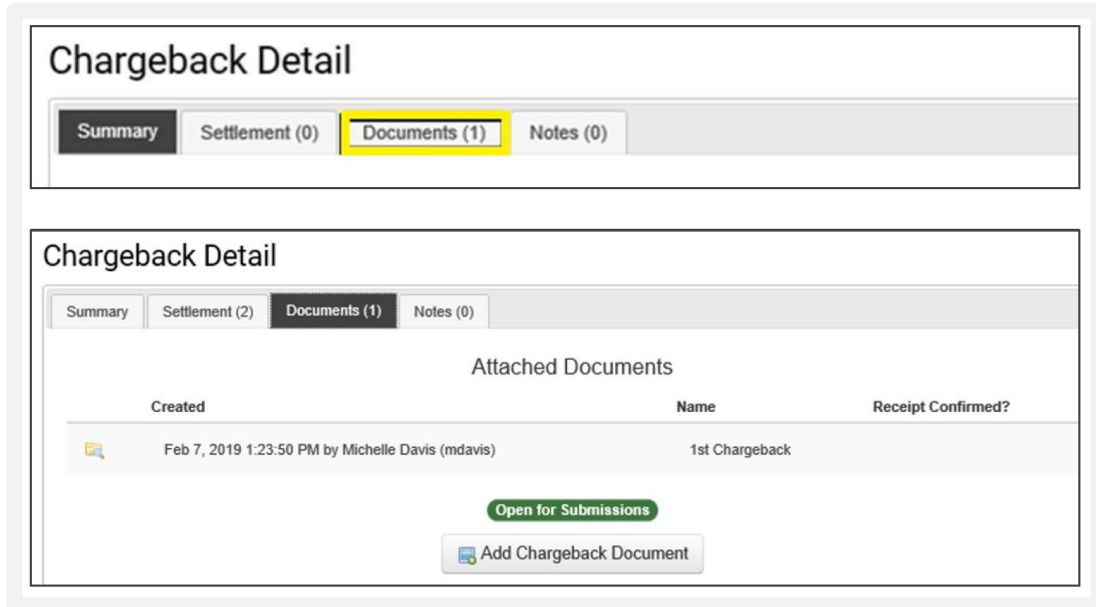 Chargeback Detail
Summary Settlement (0) Documents (1) Notes (0)
Chargeback Detail
Summary Settlement (2) Documents (1) Notes (0)
Attached Documents
Created Name Receipt Confirmed?
Feb 7, 2019 1:23:50 PM by Michelle Davis (mdavis) 1st Chargeback
Open for Submissions
Add Chargeback Document